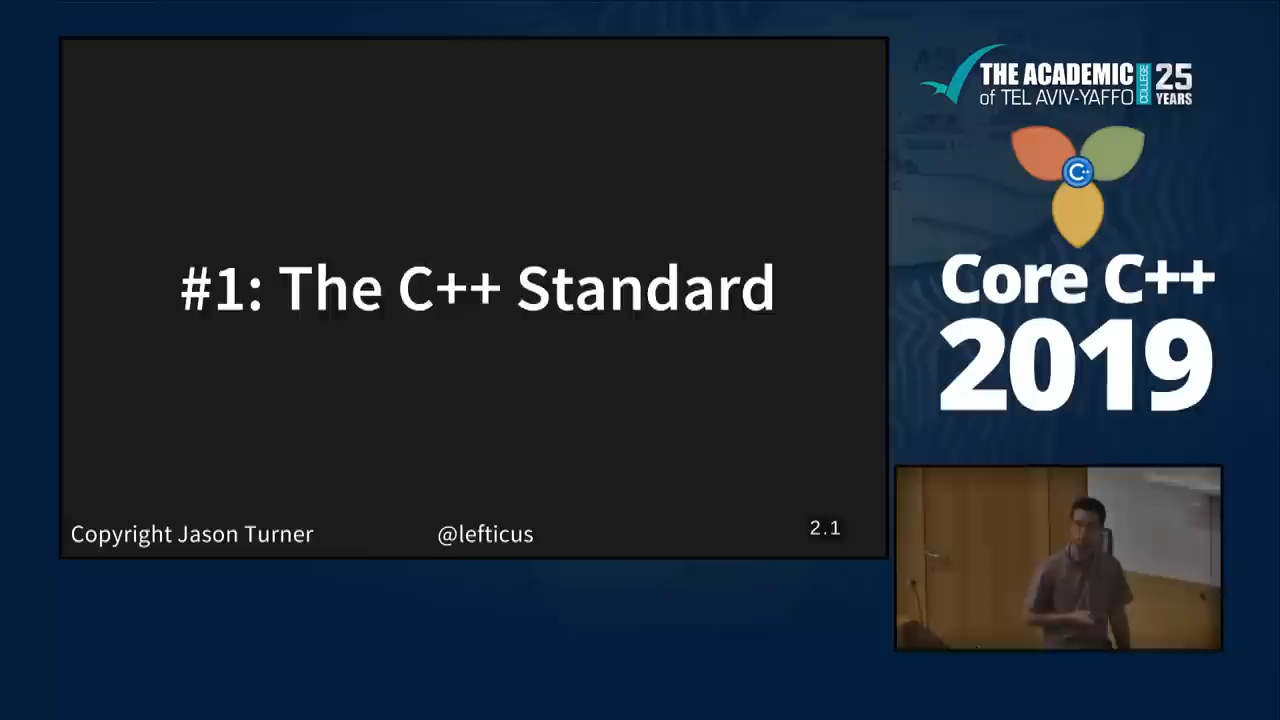 #1: The C++ Standard
Copyright Jason Turner
@lefticus
2.1
THE ACADEMIC
of TEL AVIV-YAFFO
COLLEGE
25
YEARS
C++
Core C++
2019